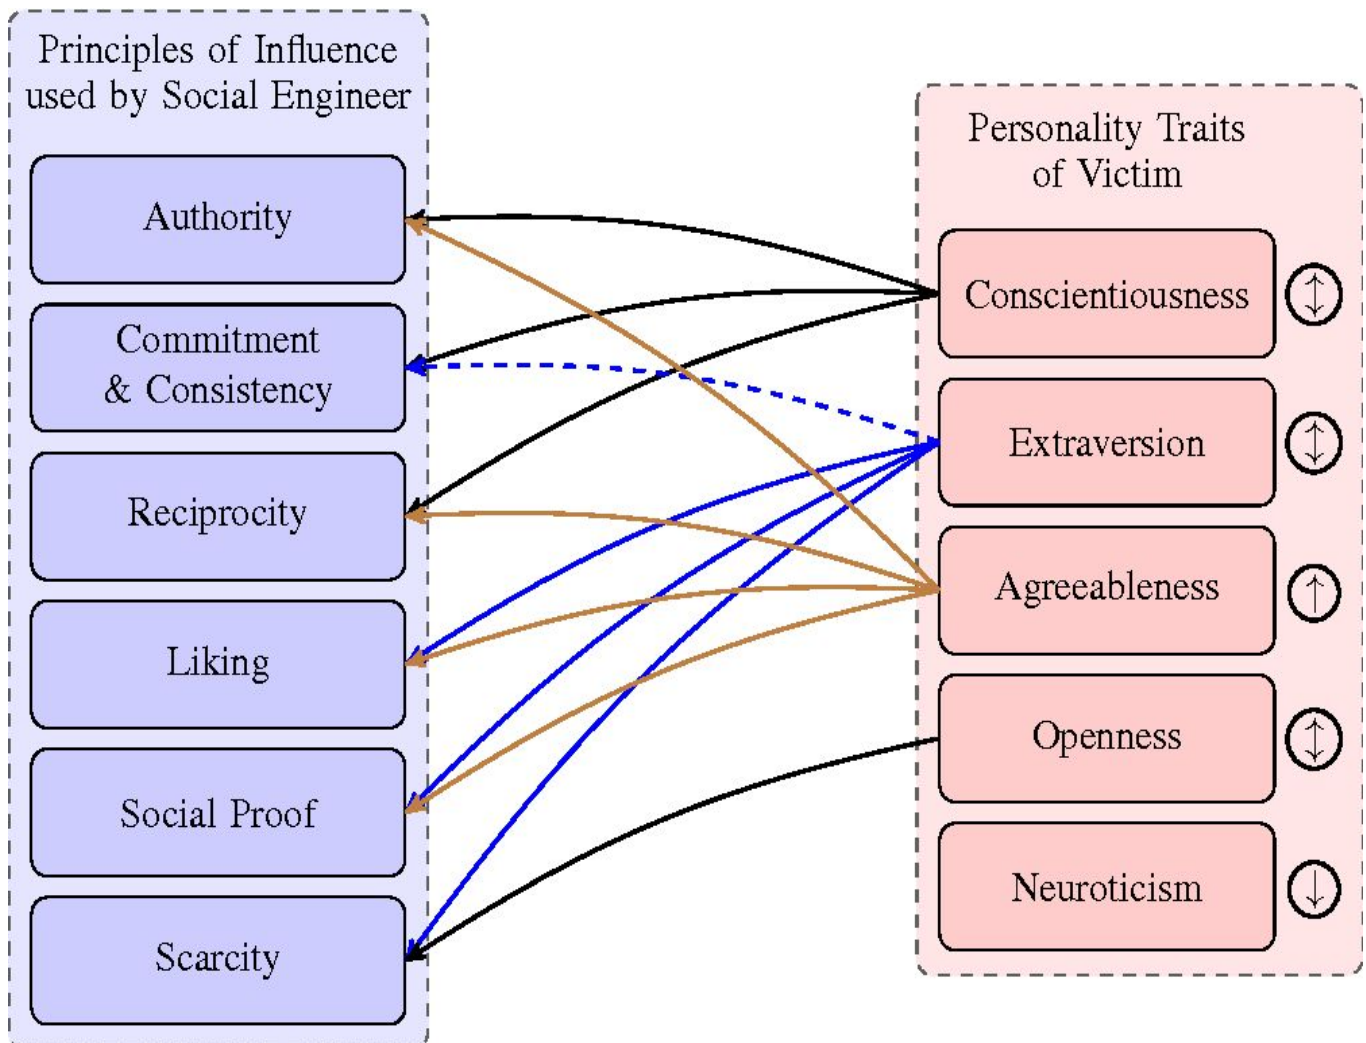 Principles of Influence
used by Social Engineer
Authority
Commitment
& Consistency
Reciprocity
Liking
Social Proof
Scarcity
Personality Traits
of Victim
Conscientiousness
↕
Extraversion
↕
Agreeableness
↑
Openness
↕
Neuroticism
↓